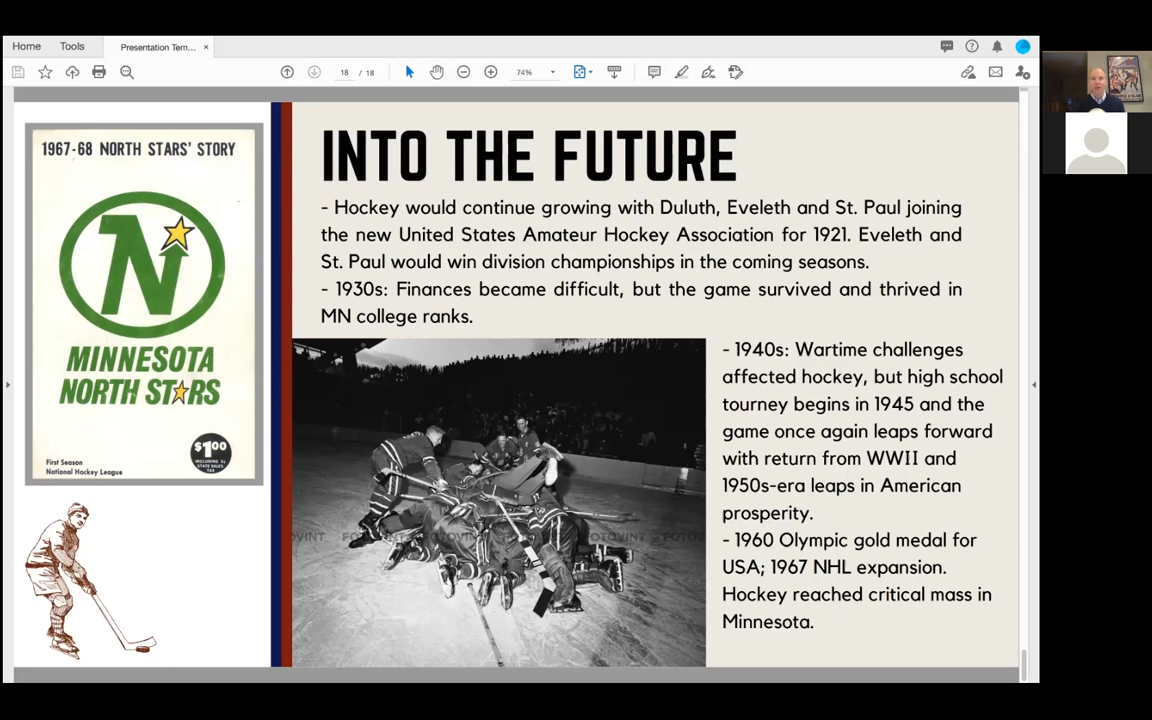 Home
Tools
Presentation Tem...
18 / 18
74%
1967-68 NORTH STARS' STORY
N
MINNESOTA
NORTH STARS
$1.00
INCLUDING 3%
STATE SALES
TAX
First Season
National Hockey League
INTO THE FUTURE
- Hockey would continue growing with Duluth, Eveleth and St. Paul joining
the new United States Amateur Hockey Association for 1921. Eveleth and
St. Paul would win division championships in the coming seasons.
- 1930s: Finances became difficult, but the game survived and thrived in
MN college ranks.
- 1940s: Wartime challenges
affected hockey, but high school
tourney begins in 1945 and the
game once again leaps forward
with return from WWII and
1950s-era leaps in American
prosperity.
- 1960 Olympic gold medal for
USA; 1967 NHL expansion.
Hockey reached critical mass in
Minnesota.